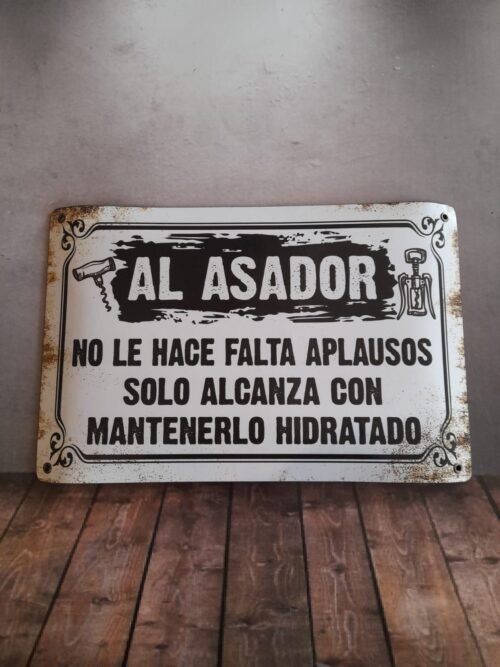 AL ASADOR
NO LE HACE FALTA APLAUSOS
SOLO ALCANZA CON
MANTENERLO HIDRATADO